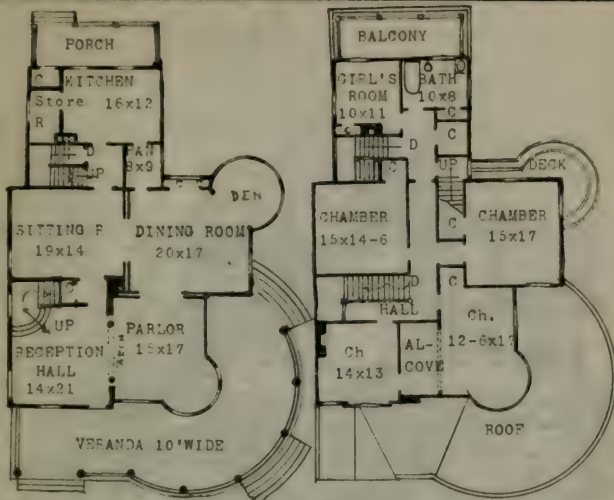 PORCH
C
KITCHEN
16x12
Store
R
D
UP
PAN
8x9
C
DEN
SITTING R
19x14
DINING ROOM
20x17
C
UP
RECEPTION
HALL
14x21
ARCH
PARLOR
15x17
VERANDA 10'WIDE
BALCONY
GIRL'S
ROOM
10x11
BATH
10x8
C
C
C
D
C
UP
DECK
CHAMBER
15x14-6
C
CHAMBER
15x17
D
HALL
C
Ch
14x13
AL-
COVE
Ch.
12-6x17
ROOF